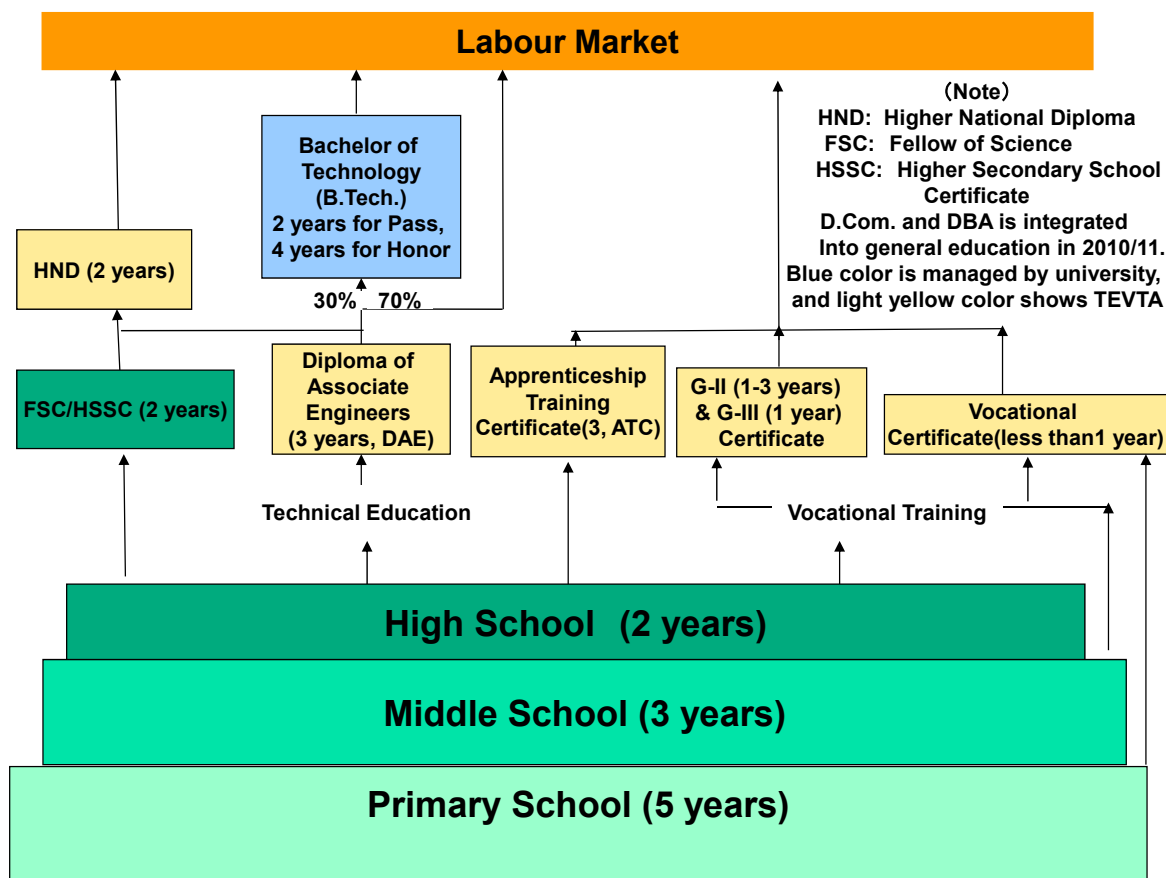 Labour Market
(Note)
HND: Higher National Diploma
FSC: Fellow of Science
HSSC: Higher Secondary School
Certificate
D.Com. and DBA is integrated
Into general education in 2010/11.
Blue color is managed by university,
and light yellow color shows TEVTA
Bachelor of
Technology
(B.Tech.)
2 years for Pass,
4 years for Honor
HND (2 years)
30% 70%
FSC/HSSC (2 years)
Diploma of
Associate
Engineers
(3 years, DAE)
Apprenticeship
Training
Certificate(3, ATC)
G-II (1-3 years)
& G-III (1 year)
Certificate
Vocational
Certificate(less than1 year)
Technical Education
Vocational Training
High School (2 years)
Middle School (3 years)
Primary School (5 years)